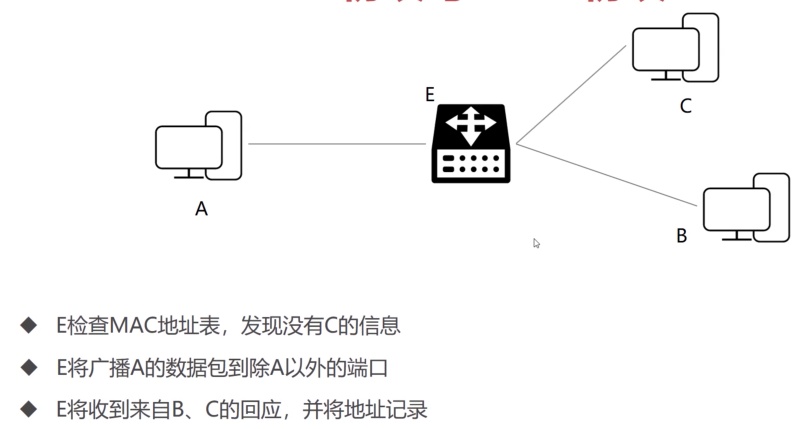 C
E
A
B
E检查MAC地址表，发现没有C的信息
E将广播A的数据包到除A以外的端口
E将收到来自B、C的回应，并将地址记录